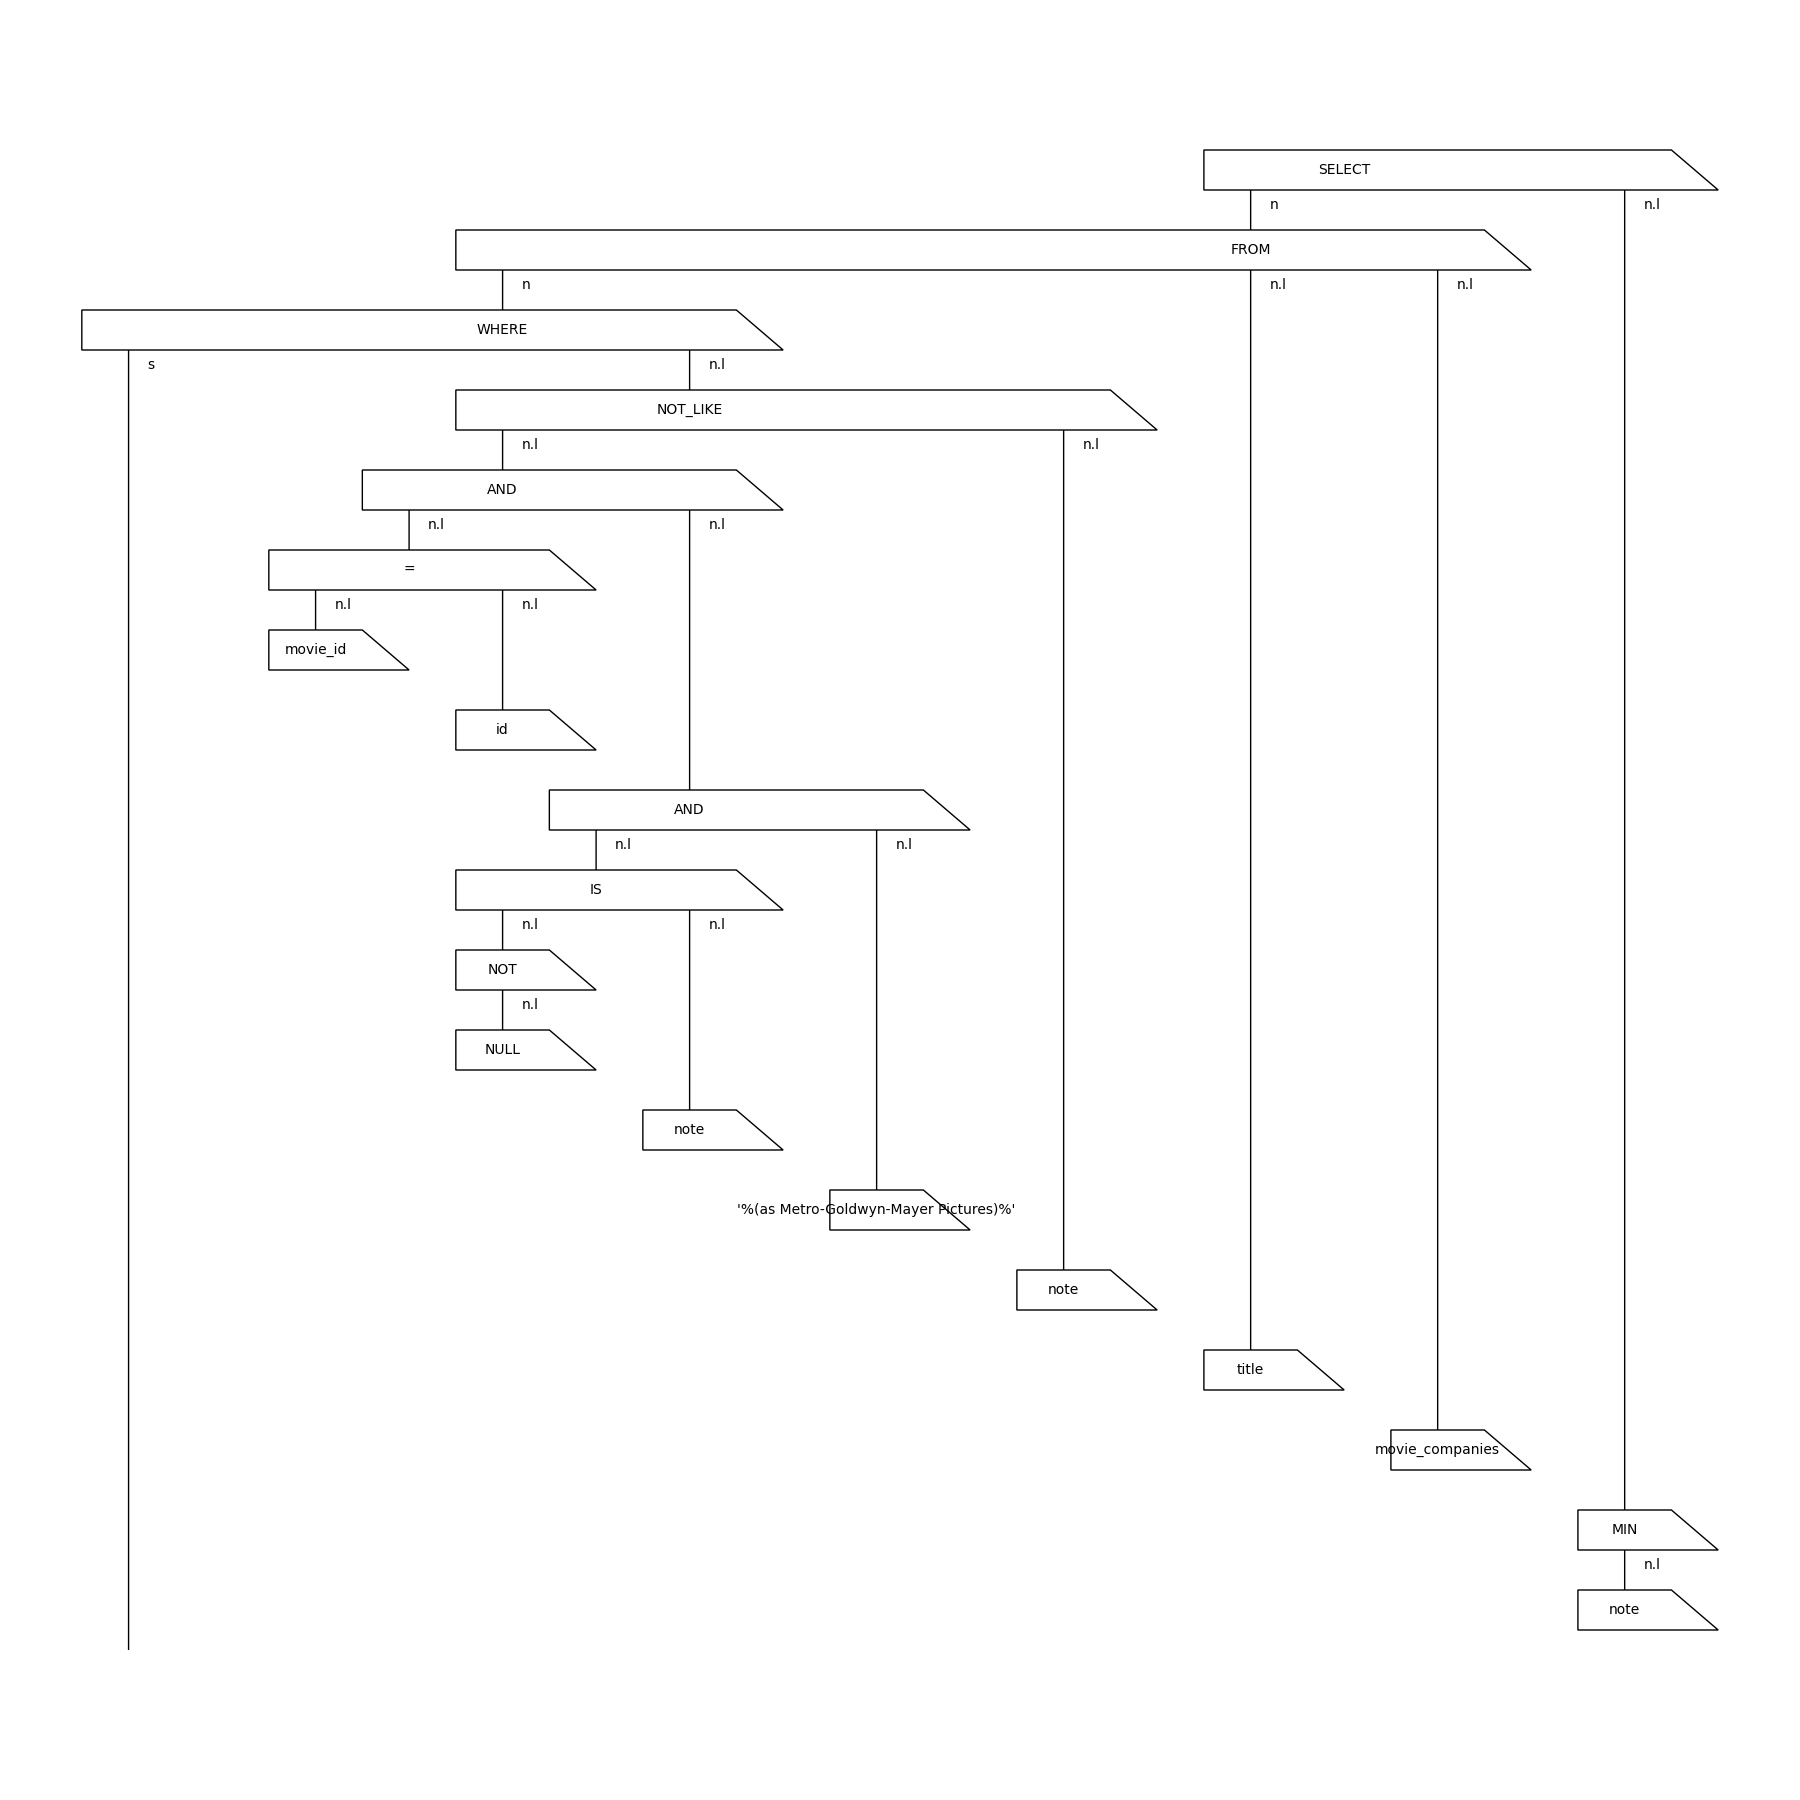 SELECT
n n.l
FROM
n n.l n.l
WHERE
s n.l
NOT_LIKE
n.l n.l
AND
n.l n.l
=
n.l n.l
movie_id
id
AND
n.l n.l
IS
n.l n.l
NOT
n.l
NULL
note
'%(as Metro-Goldwyn-Mayer Pictures)%'
note
title
movie_companies
MIN
n.l
note